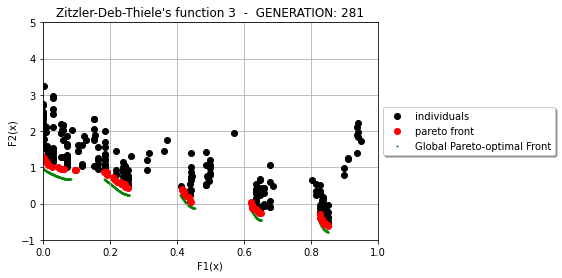 Zitzler-Deb-Thiele's function 3 - GENERATION: 281
5
4
3
2
1
0
−1
F2(x)
0.0 0.2 0.4 0.6 0.8 1.0
F1(x)
individuals
pareto front
Global Pareto-optimal Front